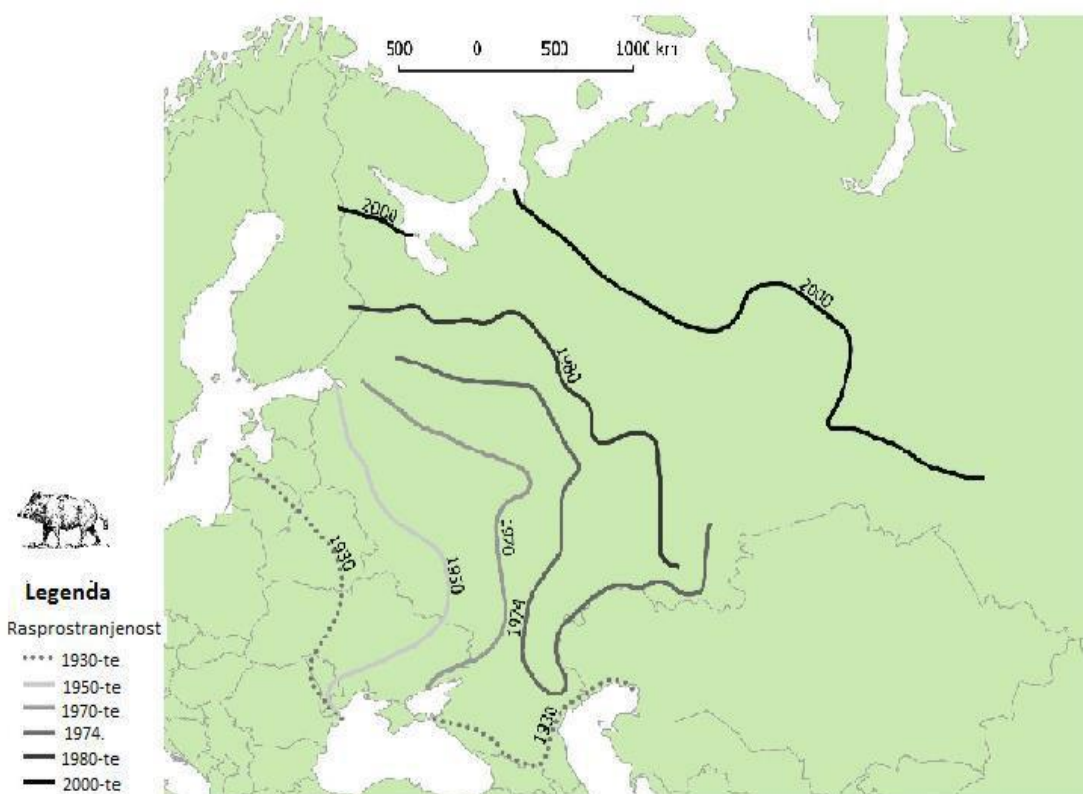 500 0 500 1000 km
2000
2000
1980
1930
1950
1970
1974
1930
Legenda
Rasprostranjenost
1930-te
1950-te
1970-te
1974.
1980-te
2000-te